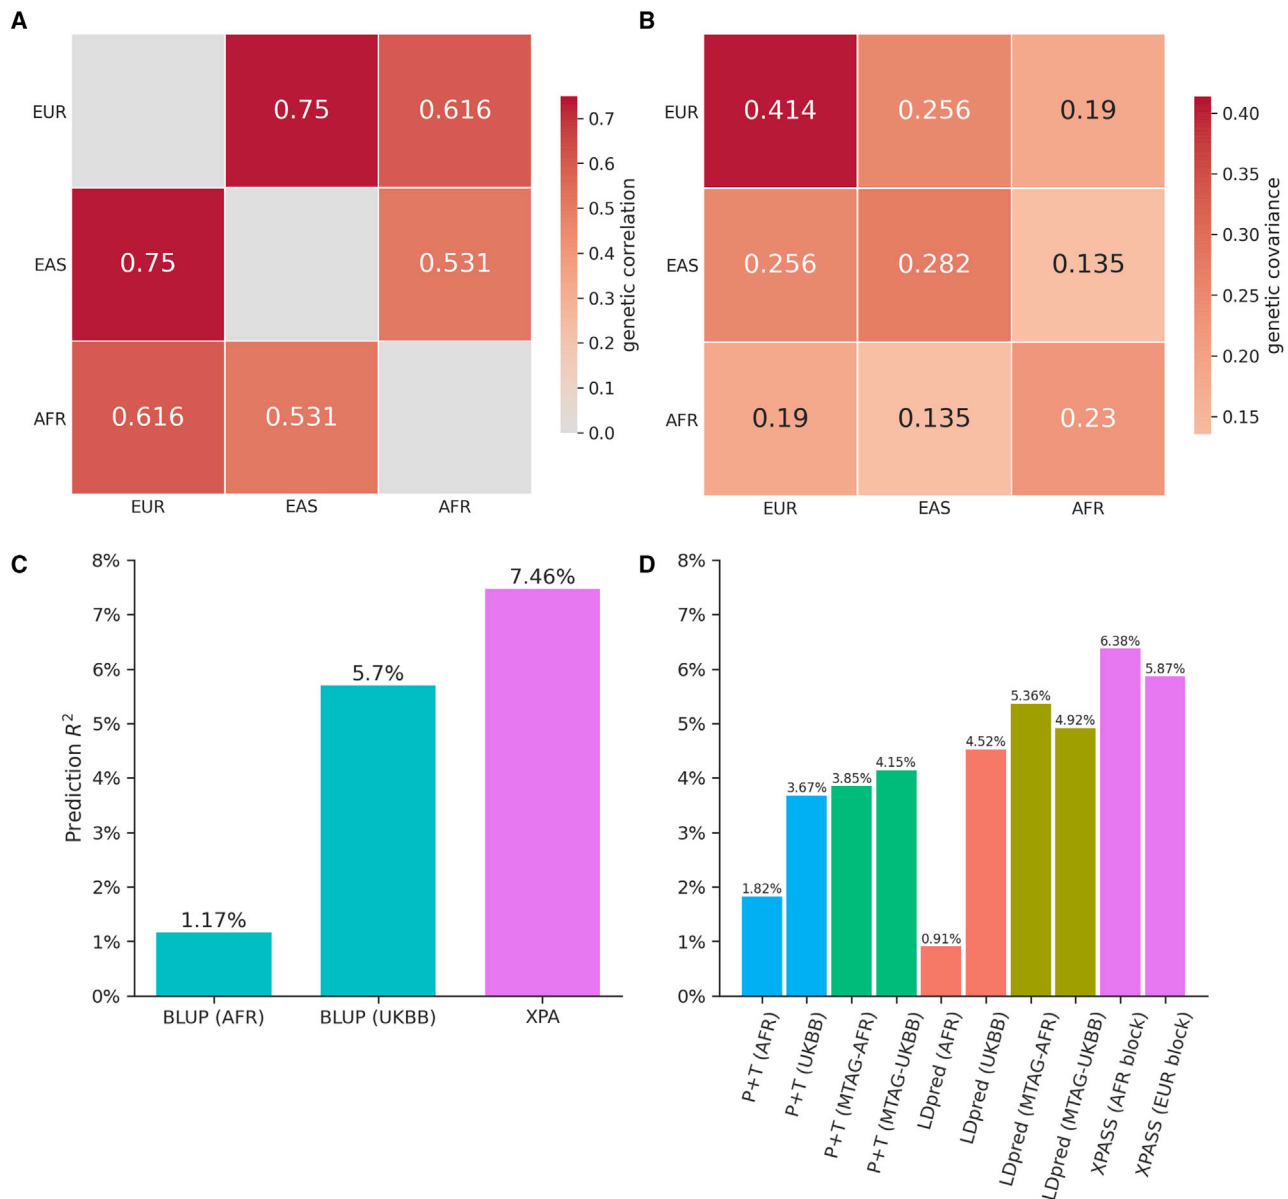 A
EUR
0.75
0.616
EAS
0.75
0.531
AFR
0.616
0.531
EUR
EAS
AFR
0.7
0.6
0.5
0.4
0.3
0.2
0.1
0.0
genetic correlation
B
EUR
0.414
0.256
0.19
EAS
0.256
0.282
0.135
AFR
0.19
0.135
0.23
EUR
EAS
AFR
0.40
0.35
0.30
0.25
0.20
0.15
genetic covariance
C
Prediction R²
8%
7%
6%
5%
4%
3%
2%
1%
0%
1.17%
5.7%
7.46%
BLUP (AFR)
BLUP (UKBB)
XPA
D
8%
7%
6%
5%
4%
3%
2%
1%
0%
1.82%
3.67%
3.85%
4.15%
0.91%
4.52%
5.36%
4.92%
6.38%
5.87%
P+T (AFR)
P+T (UKBB)
P+T (MTAG-AFR)
P+T (MTAG-UKBB)
LDpred (AFR)
LDpred (UKBB)
LDpred (MTAG-AFR)
LDpred (MTAG-UKBB)
XPASS (AFR block)
XPASS (EUR block)